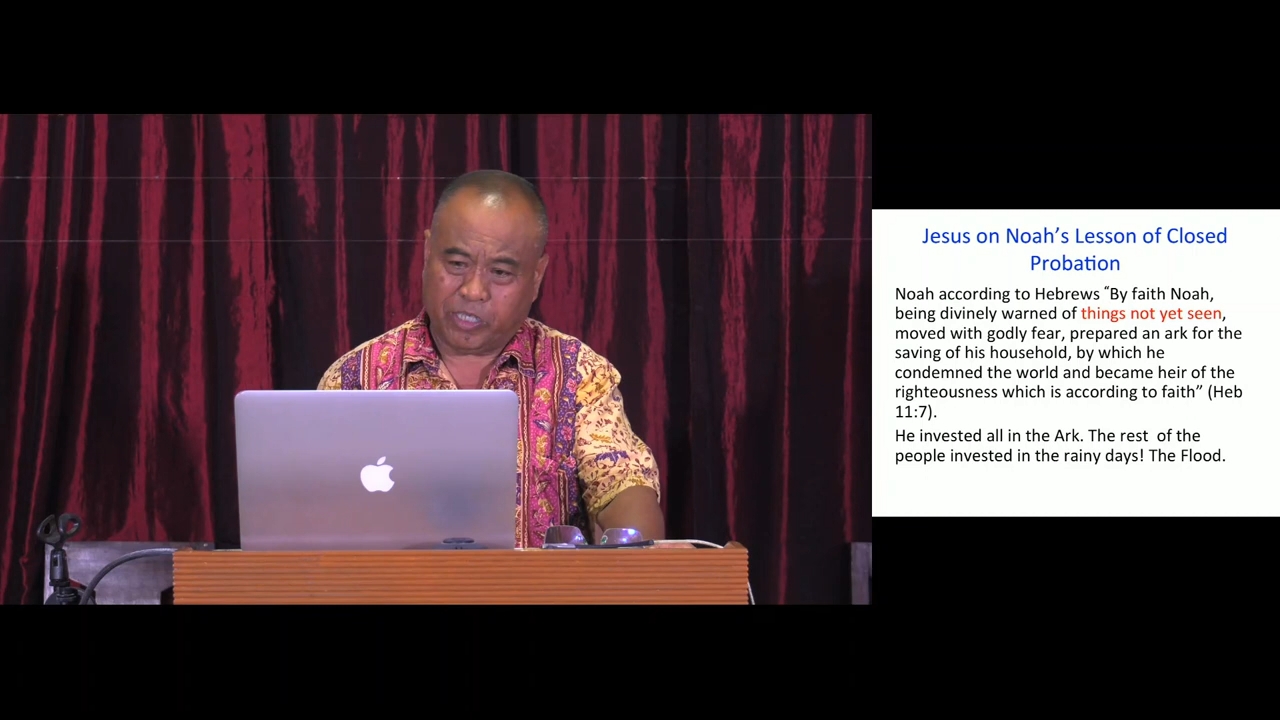 Jesus on Noah’s Lesson of Closed
Probation
Noah according to Hebrews “By faith Noah,
being divinely warned of things not yet seen,
moved with godly fear, prepared an ark for the
saving of his household, by which he
condemned the world and became heir of the
righteousness which is according to faith” (Heb
11:7).
He invested all in the Ark. The rest of the
people invested in the rainy days! The Flood.